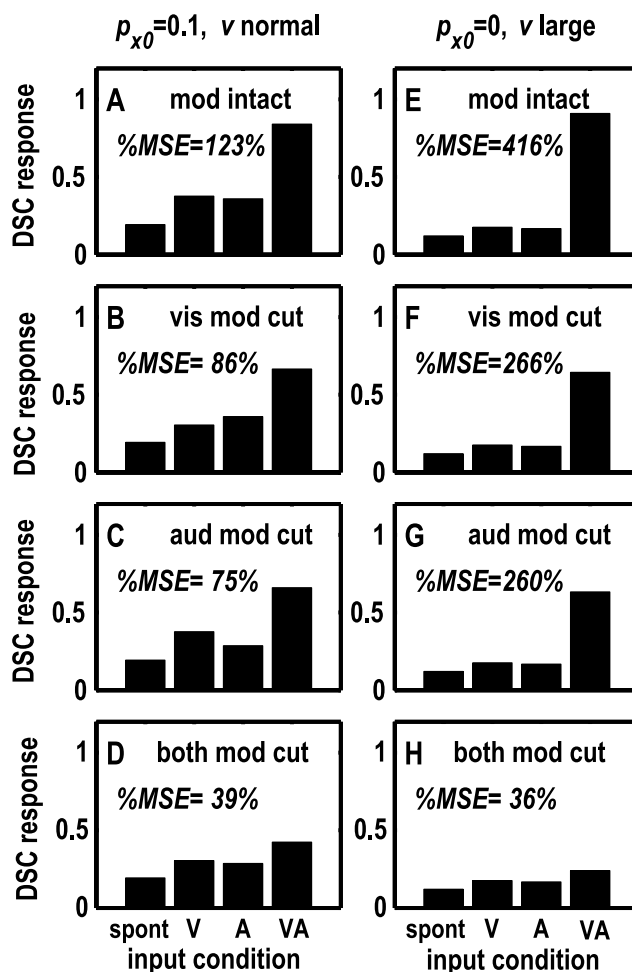 p_x0=0.1, v normal
p_x0=0, v large
DSC response
1
0.5
0
A mod intact
%MSE=123%
E mod intact
%MSE=416%
1
0.5
0
DSC response
1
0.5
0
B vis mod cut
%MSE= 86%
F vis mod cut
%MSE=266%
1
0.5
0
DSC response
1
0.5
0
C aud mod cut
%MSE= 75%
G aud mod cut
%MSE=260%
1
0.5
0
DSC response
1
0.5
0
D both mod cut
%MSE= 39%
H both mod cut
%MSE= 36%
1
0.5
0
DSC response
spont V A VA
spont V A VA
input condition
input condition